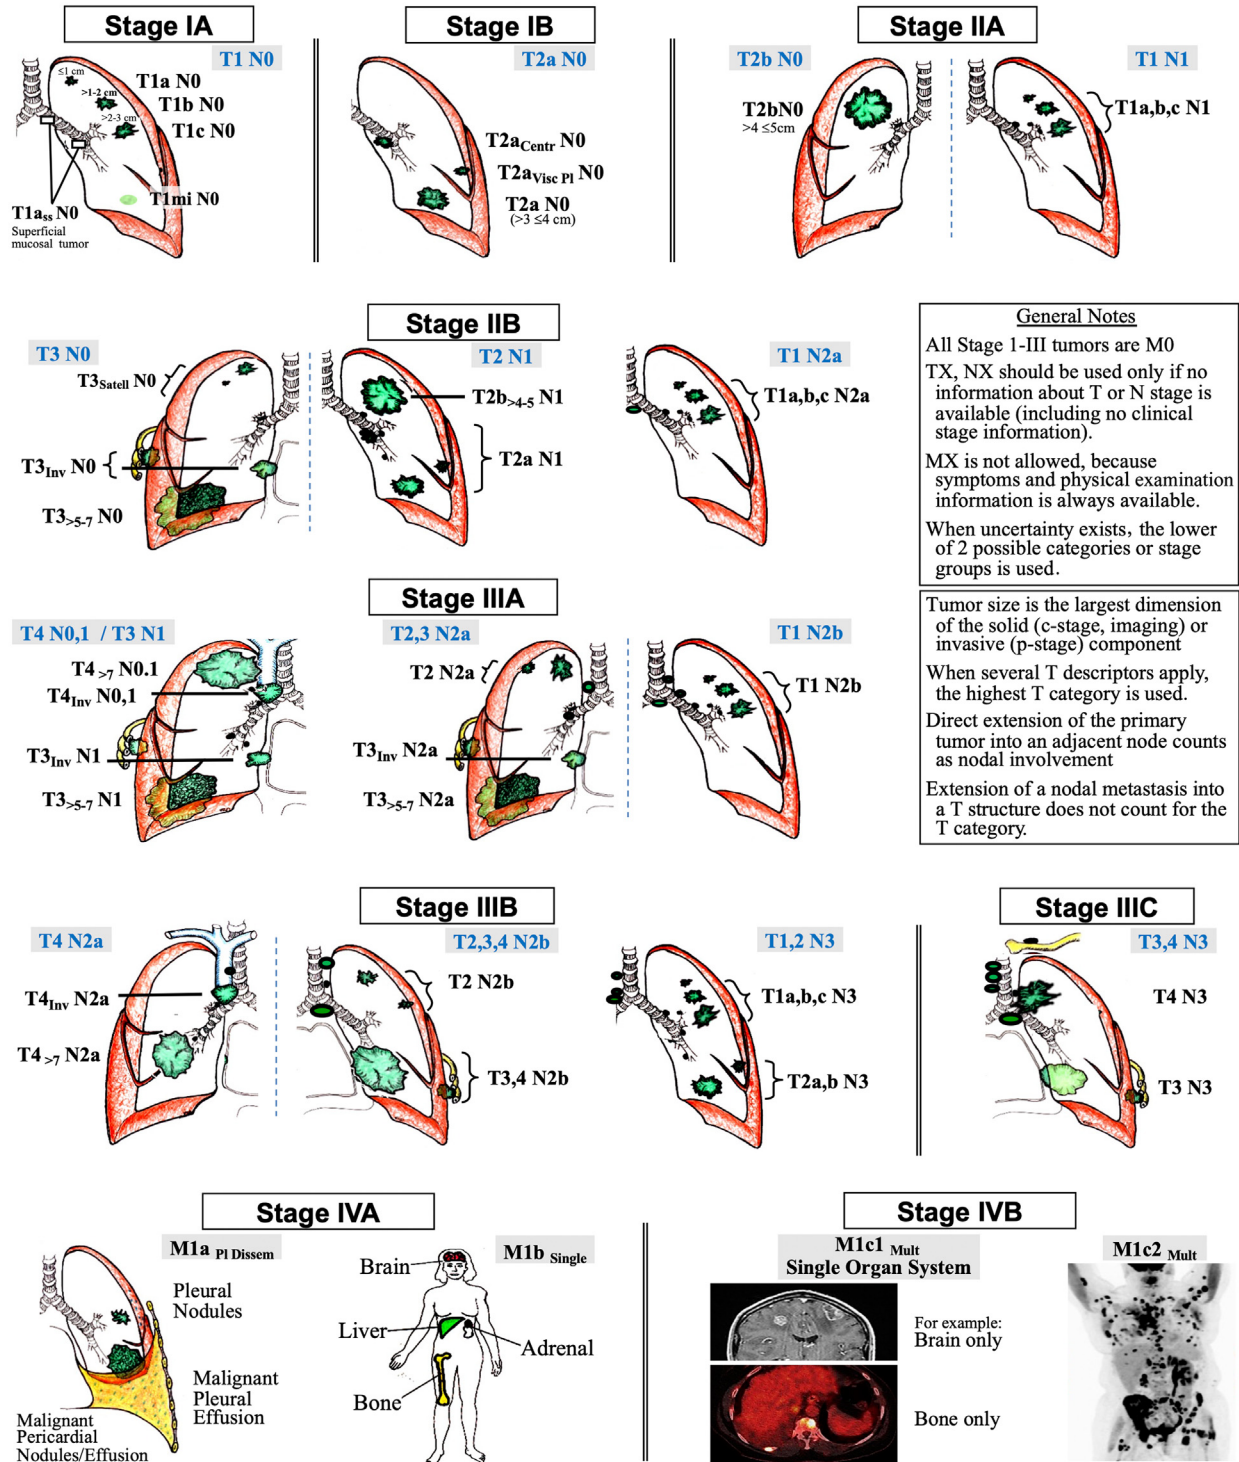 Stage IA
T1 N0
≤1 cm
>1-2 cm
>2-3 cm
T1a N0
T1b N0
T1c N0
T1mi N0
T1ass N0
Superficial
mucosal tumor
Stage IB
T2a N0
T2aCentr N0
T2aVisc Pl N0
T2a N0
(>3 ≤4 cm)
Stage IIA
T2b N0
T2bN0
>4 ≤5cm
T1 N1
T1a,b,c N1
Stage IIB
T3 N0
T3Satell N0
T3Inv N0
T3>5-7 N0
T2 N1
T2b>4-5 N1
T2a N1
T1 N2a
T1a,b,c N2a
General Notes
All Stage 1-III tumors are M0
TX, NX should be used only if no
information about T or N stage is
available (including no clinical
stage information).
MX is not allowed, because
symptoms and physical examination
information is always available.
When uncertainty exists, the lower
of 2 possible categories or stage
groups is used.
Tumor size is the largest dimension
of the solid (c-stage, imaging) or
invasive (p-stage) component
When several T descriptors apply,
the highest T category is used.
Direct extension of the primary
tumor into an adjacent node counts
as nodal involvement
Extension of a nodal metastasis into
a T structure does not count for the
T category.
Stage IIIA
T4 N0,1 / T3 N1
T4 >7 N0.1
T4Inv N0,1
T3Inv N1
T3>5-7 N1
T2,3 N2a
T2 N2a
T3Inv N2a
T3>5-7 N2a
T1 N2b
T1 N2b
Stage IIIB
T4 N2a
T4Inv N2a
T4 >7 N2a
T2,3,4 N2b
T2 N2b
T3,4 N2b
T1,2 N3
T1a,b,c N3
T2a,b N3
Stage IIIC
T3,4 N3
T4 N3
T3 N3
Stage IVA
M1a Pl Dissem
Pleural
Nodules
Malignant
Pleural
Effusion
Malignant
Pericardial
Nodules/Effusion
M1b Single
Brain
Liver
Adrenal
Bone
Stage IVB
M1c1 Mult
Single Organ System
For example:
Brain only
Bone only
M1c2 Mult